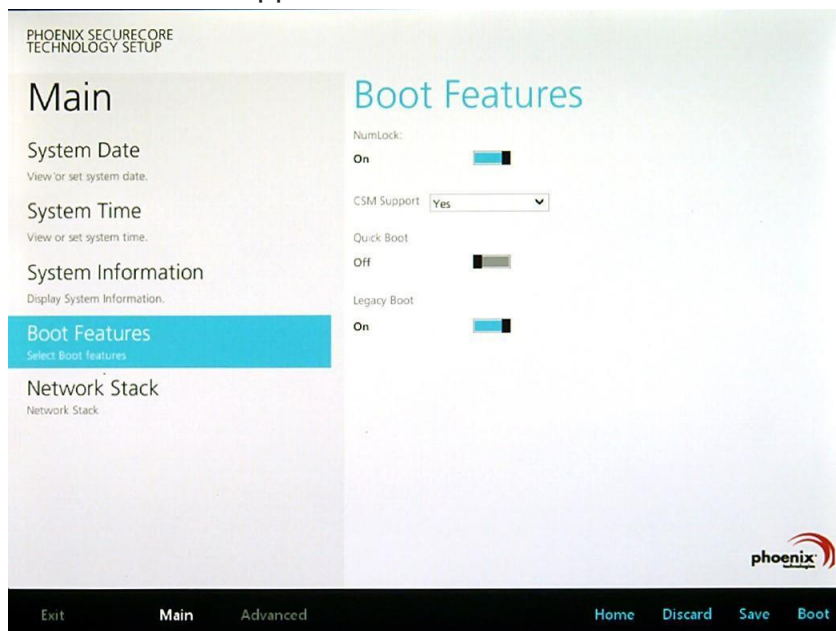 PHOENIX SECURECORE
TECHNOLOGY SETUP
Main
System Date
View or set system date.
System Time
View or set system time.
System Information
Display System Information.
Boot Features
Select Boot features
Network Stack
Network Stack
Boot Features
NumLock:
On
CSM Support Yes
Quick Boot
Off
Legacy Boot
On
phoenix
technologies
Exit Main Advanced Home Discard Save Boot